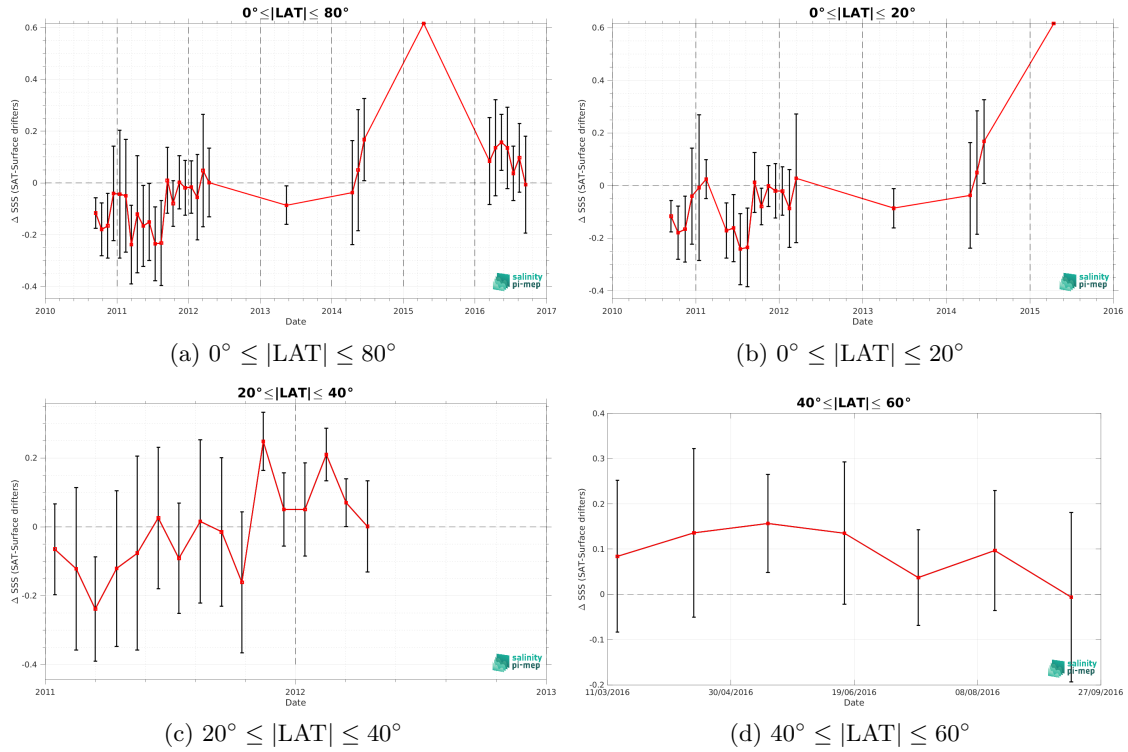 0°≤|LAT|≤ 80°
Δ SSS (SAT-Surface drifters)
0.6
0.4
0.2
0
-0.2
-0.4
2010 2011 2012 2013 2014 2015 2016 2017
Date
salinity
pi-mep
(a) 0° ≤ |LAT| ≤ 80°
0°≤|LAT|≤ 20°
Δ SSS (SAT-Surface drifters)
0.6
0.4
0.2
0
-0.2
-0.4
2010 2011 2012 2013 2014 2015 2016
Date
salinity
pi-mep
(b) 0° ≤ |LAT| ≤ 20°
20°≤|LAT|≤ 40°
Δ SSS (SAT-Surface drifters)
0.2
0
-0.2
-0.4
2011 2012 2013
Date
salinity
pi-mep
(c) 20° ≤ |LAT| ≤ 40°
40°≤|LAT|≤ 60°
Δ SSS (SAT-Surface drifters)
0.4
0.3
0.2
0.1
0
-0.1
-0.2
11/03/2016 30/04/2016 19/06/2016 08/08/2016 27/09/2016
Date
salinity
pi-mep
(d) 40° ≤ |LAT| ≤ 60°